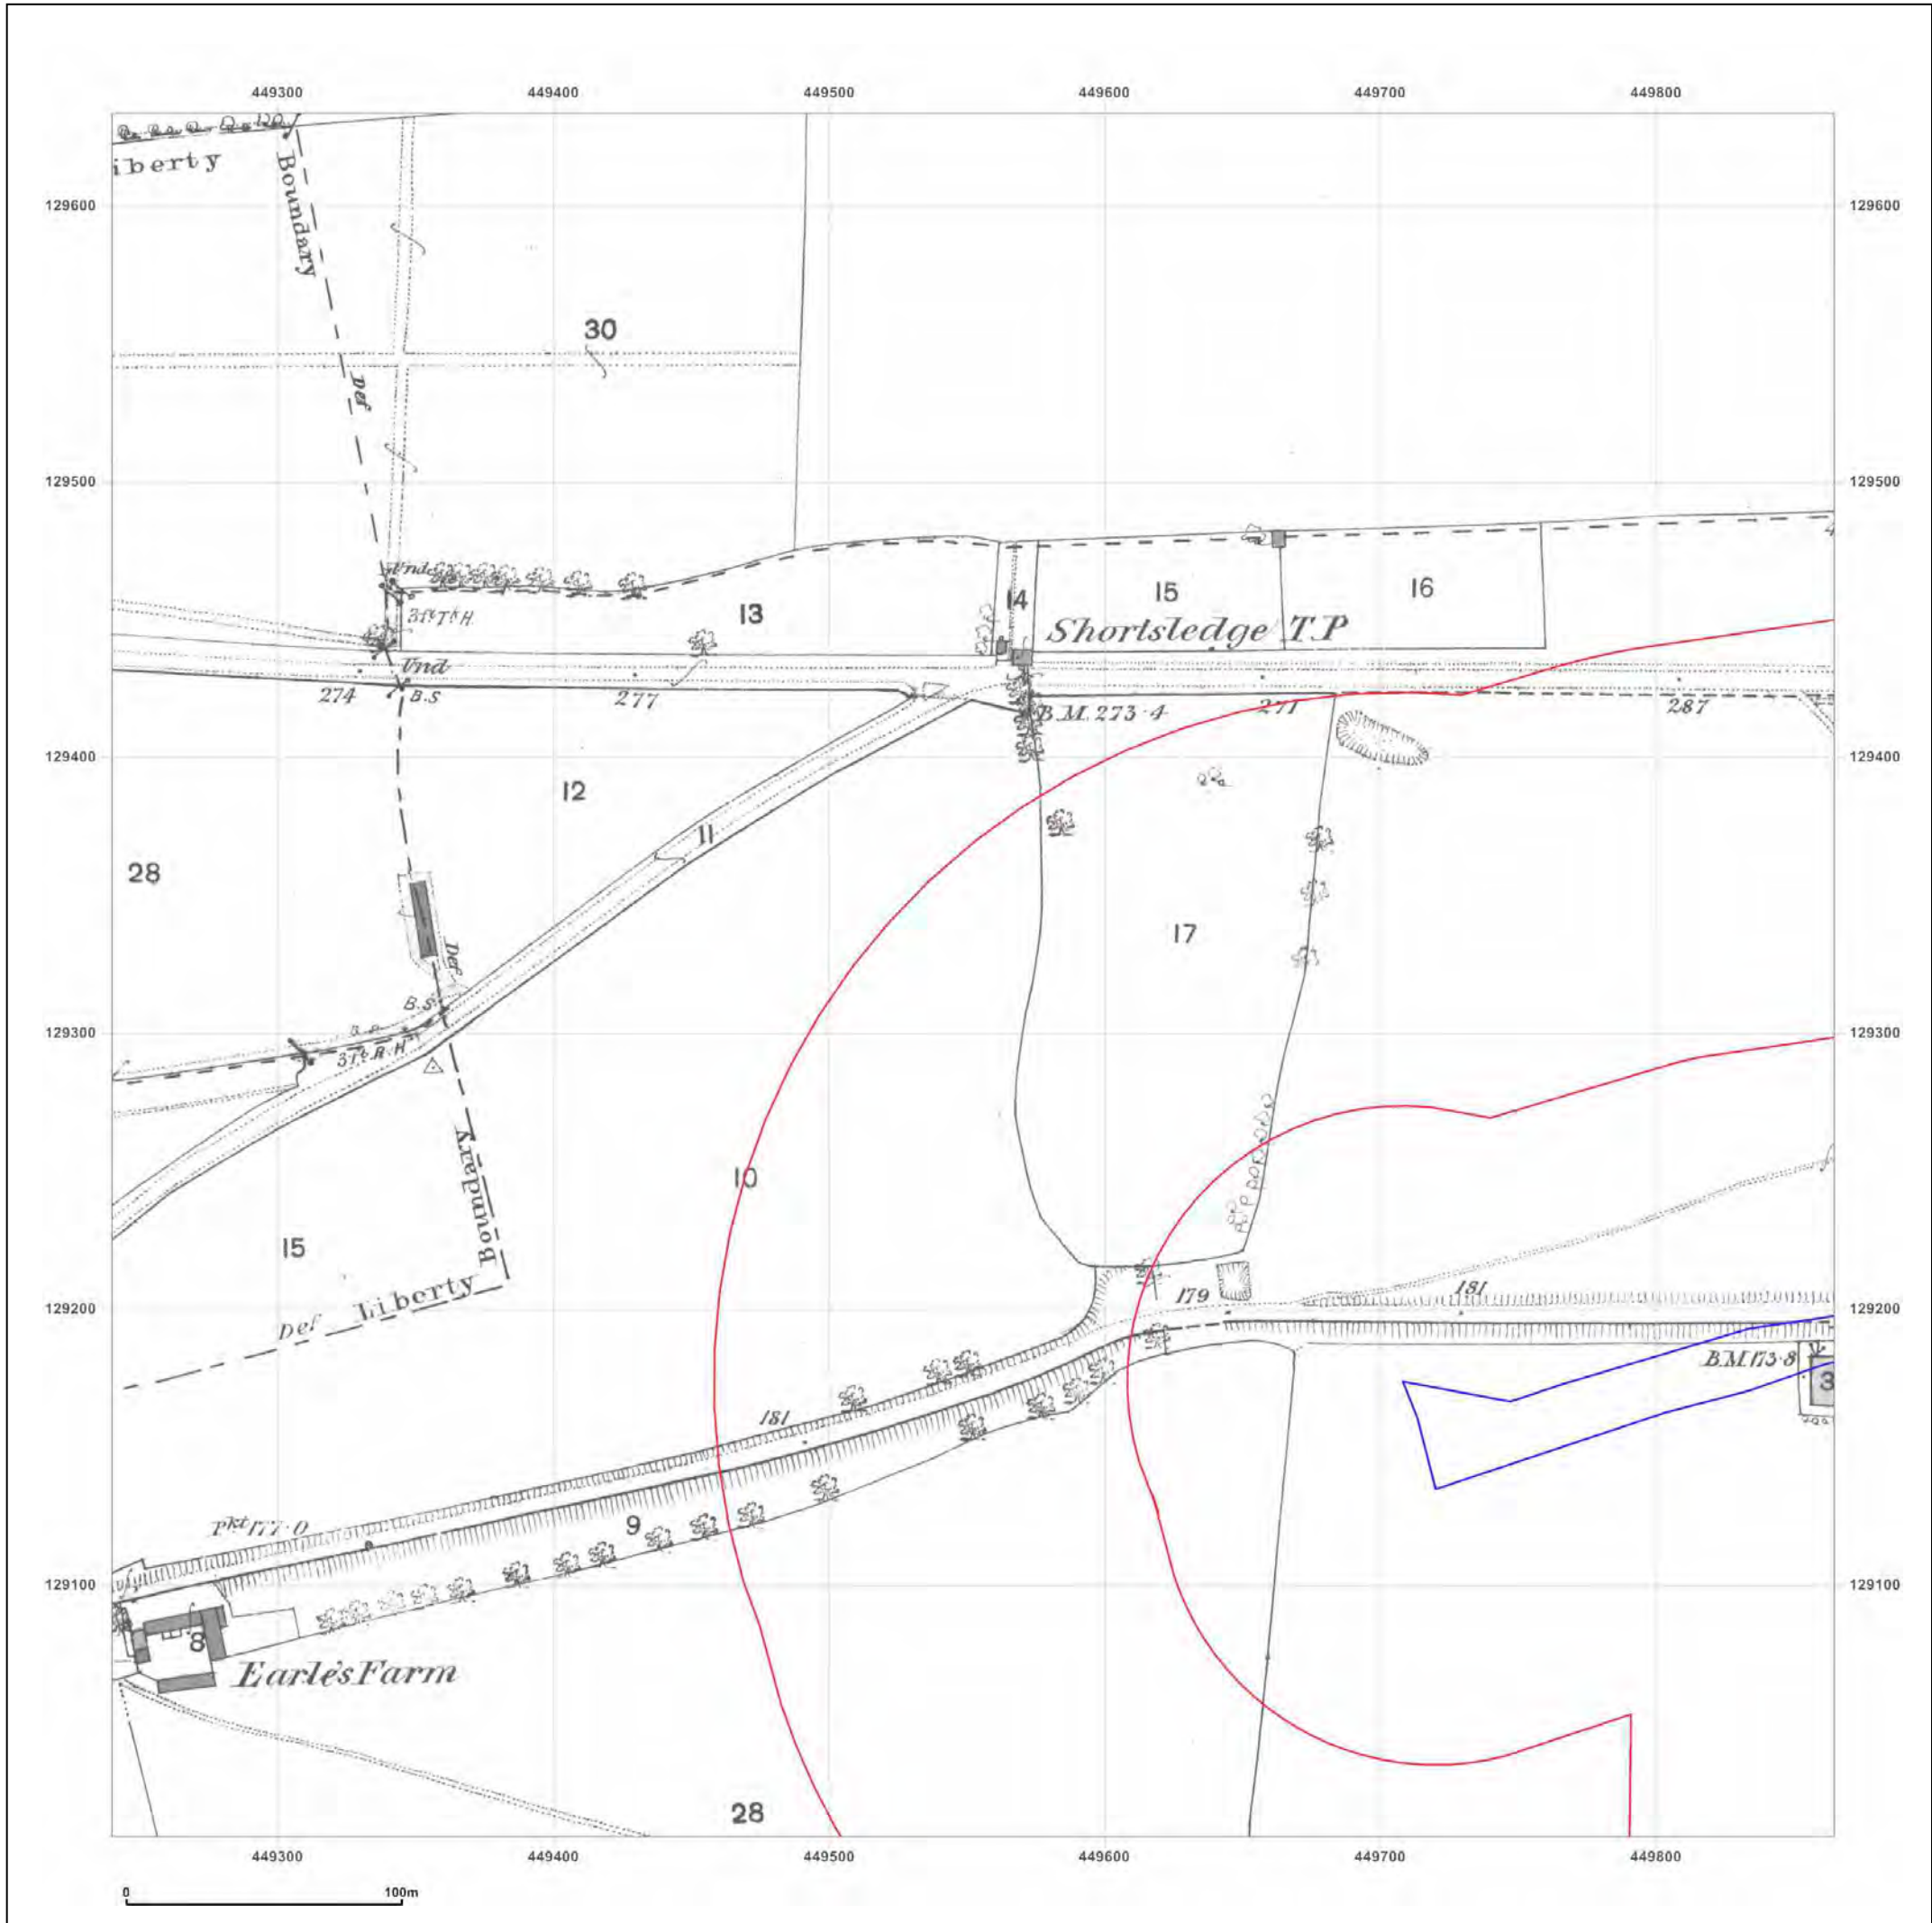 449300 449400 449500 449600 449700 449800
iberty
Boundary
129600 129600
30
Def
129500 129500
Und
3ft Tk H.
13
14
15
16
Shortsledge T.P
Und
274
B.S
277
B.M. 273·4
271
287
129400 129400
12
11
28
17
Def
B.S.
129300 129300
3ft R.H
Boundary
10
15
Def Liberty
179
181
129200 129200
B.M.173·8
3
181
Pkt 177·0
9
129100 129100
8
Earle's Farm
28
449300 449400 449500 449600 449700 449800
0 100m